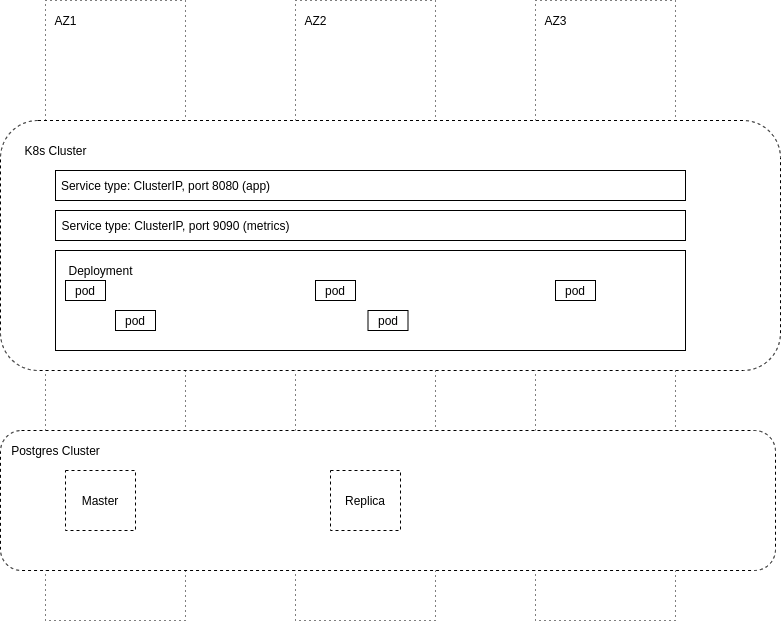 AZ1
AZ2
AZ3
K8s Cluster
Service type: ClusterIP, port 8080 (app)
Service type: ClusterIP, port 9090 (metrics)
Deployment
pod
pod
pod
pod
pod
Postgres Cluster
Master
Replica